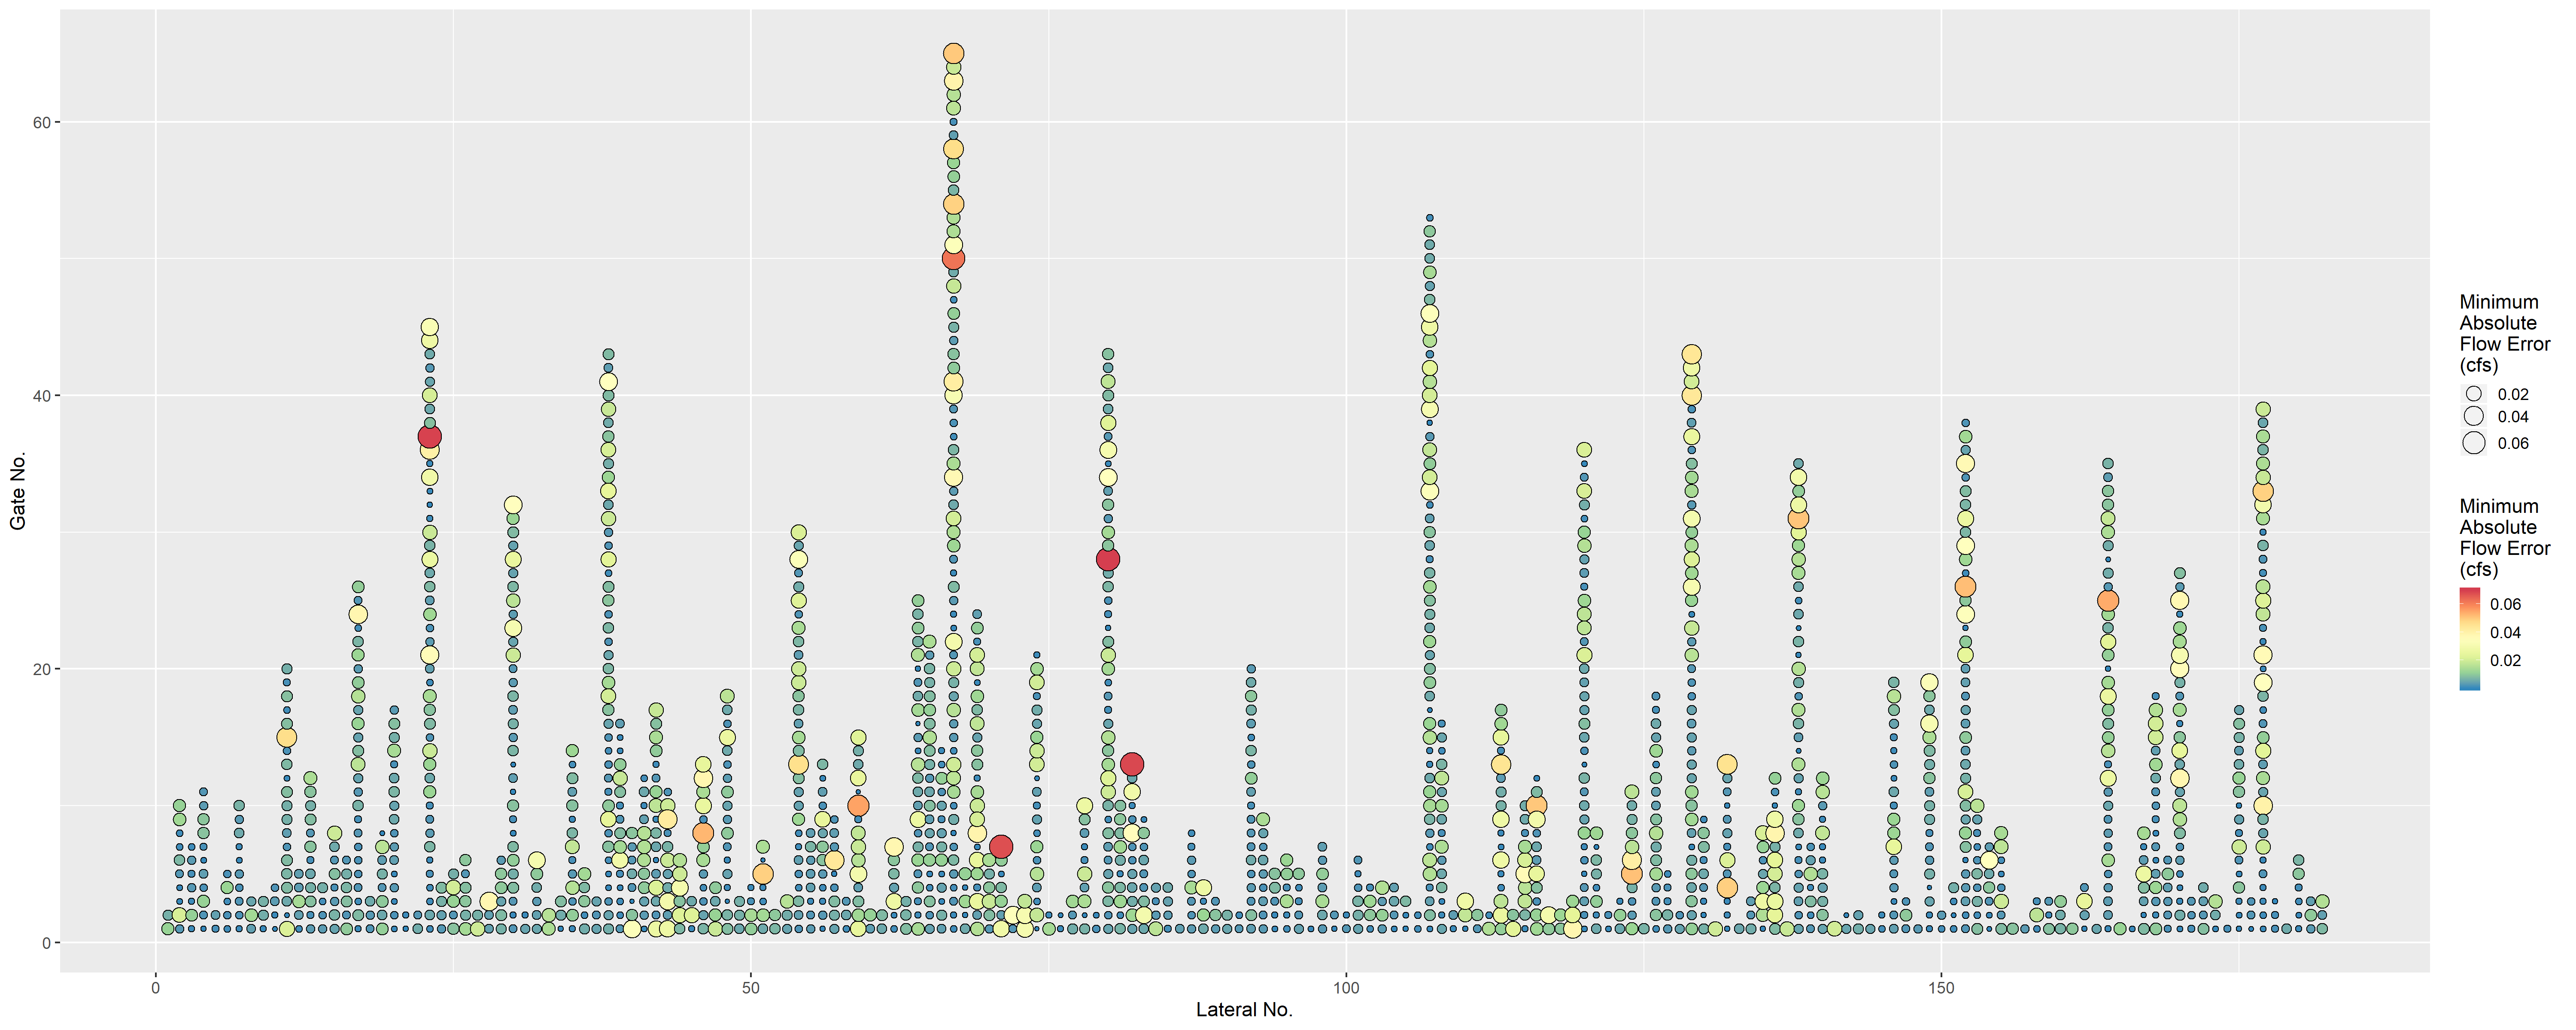 60
40
20
0
Gate No.
0
50
100
150
Lateral No.
Minimum
Absolute
Flow Error
(cfs)
0.02
0.04
0.06
Minimum
Absolute
Flow Error
(cfs)
0.06
0.04
0.02